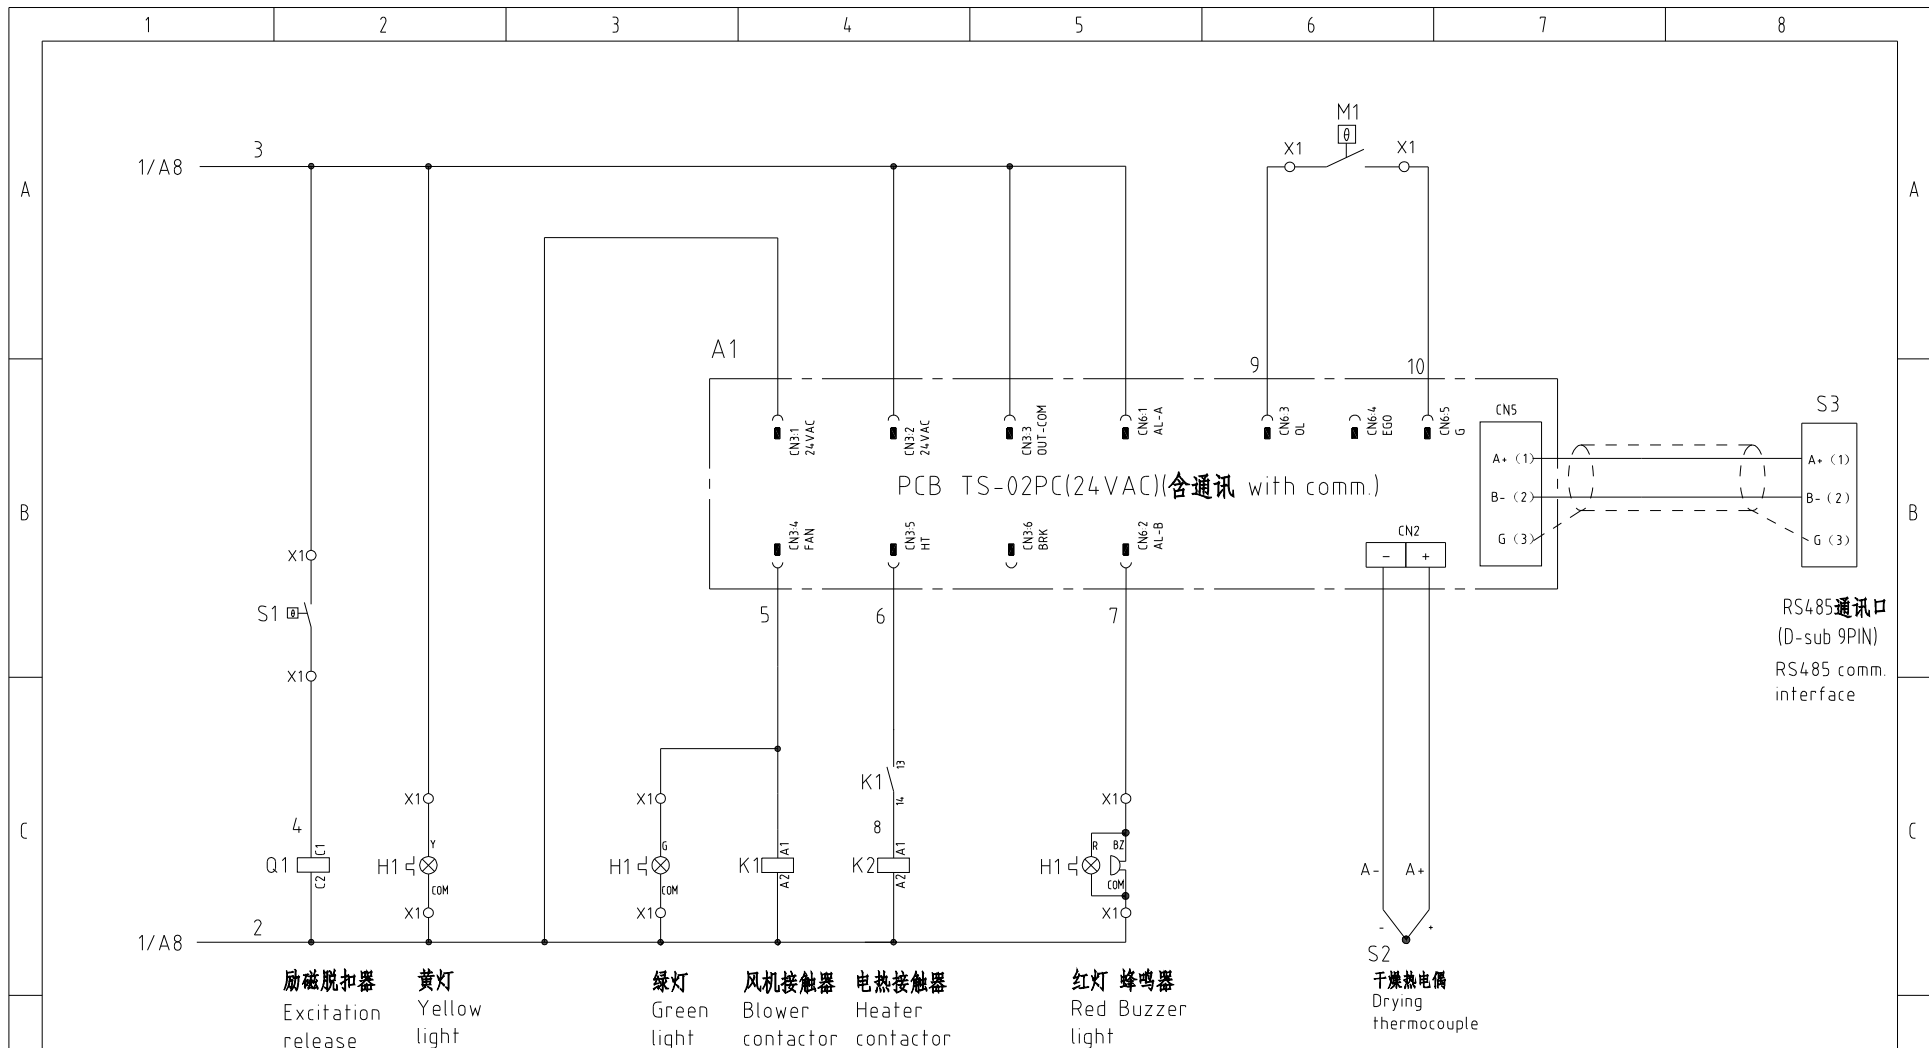 1 2 3 4 5 6 7 8
A
A
M1
θ
X1
X1
1/A8
3
A1
9
10
CN3:1
24VAC
CN3:2
24VAC
CN3:3
OUT-COM
CN6:1
AL-A
CN6:3
OL
CN6:4
EGO
CN6:5
G
CN5
A+ (1)
B- (2)
G (3)
S3
A+ (1)
B- (2)
G (3)
PCB TS-02PC(24VAC)(含通讯 with comm.)
B
B
CN3:4
FAN
CN3:5
HT
CN3:6
BRK
CN6:2
AL-B
CN2
- +
X1
S1
θ
X1
5
6
7
RS485通讯口
(D-sub 9PIN)
RS485 comm.
interface
C
C
K1
13
14
X1
X1
X1
4
8
Q1
C1
C2
H1
Y
COM
H1
G
COM
K1
A1
A2
K2
A1
A2
H1
R
BZ
COM
A-
A+
X1
X1
X1
- +
S2
1/A8
2
励磁脱扣器
Excitation
release
黄灯
Yellow
light
绿灯
Green
light
风机接触器
Blower
contactor
电热接触器
Heater
contactor
红灯 蜂鸣器
Red Buzzer
light
干燥热电偶
Drying
thermocouple